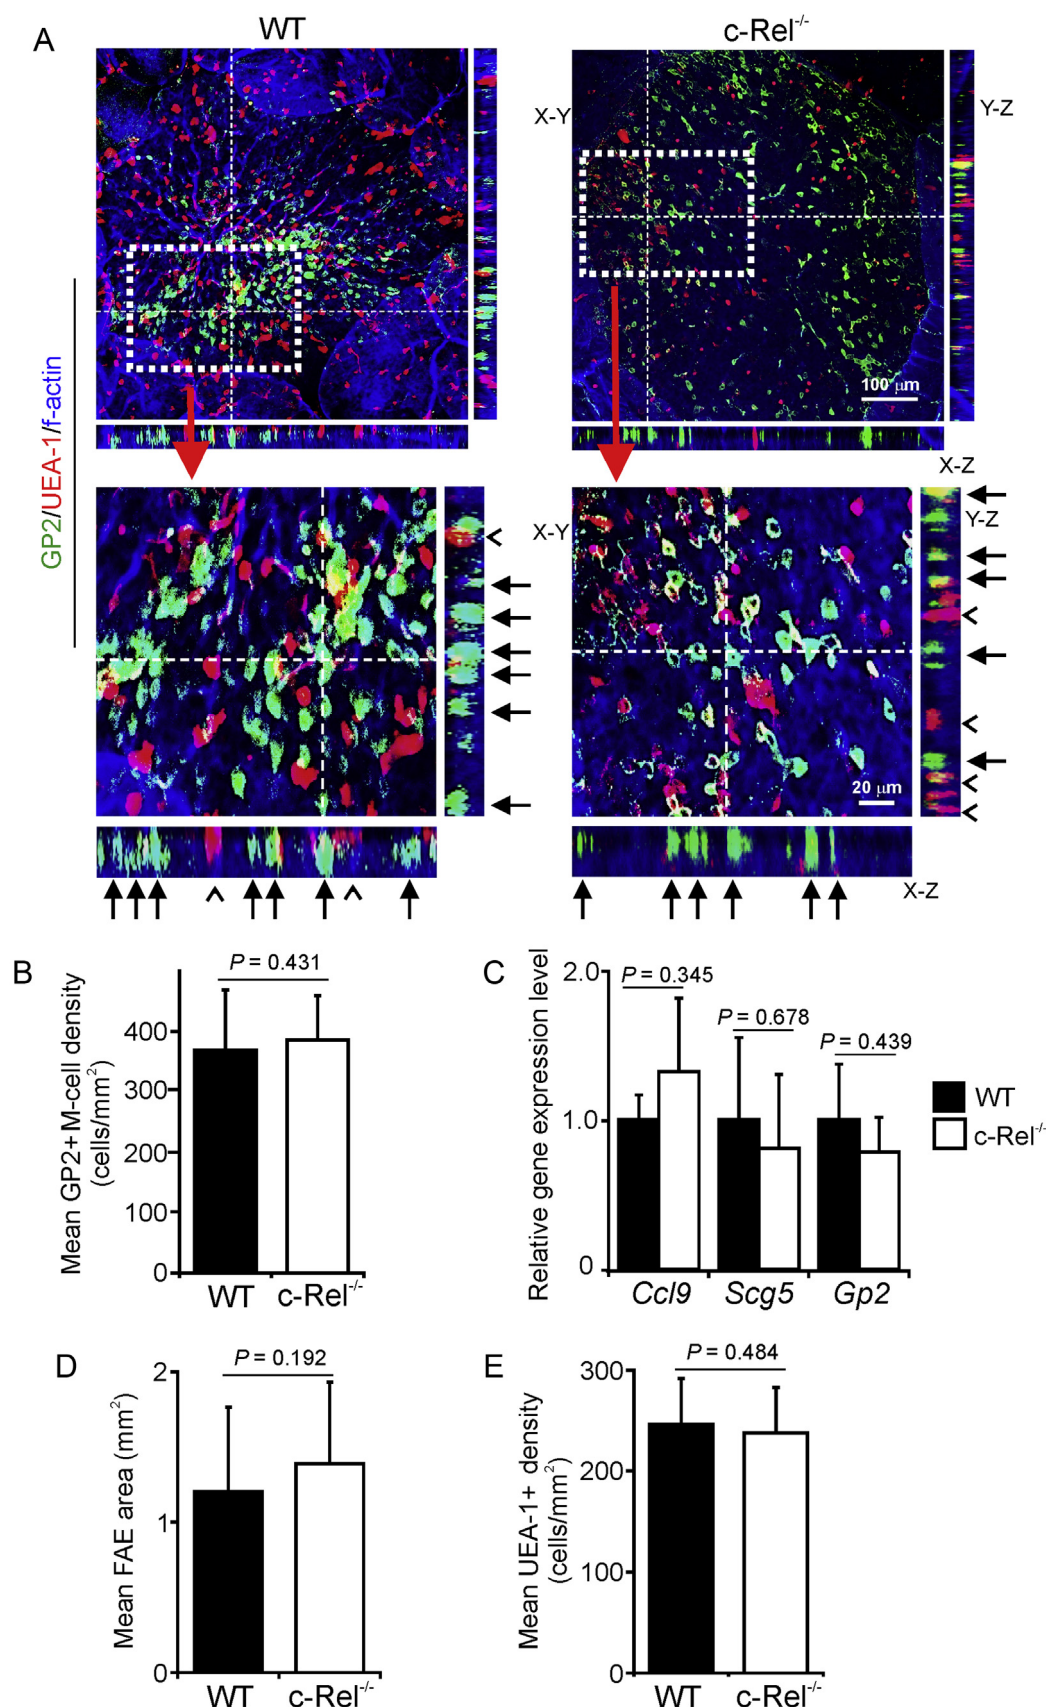 A
WT
c-Rel-/-
X-Y
Y-Z
GP2/UEA-1/f-actin
100 μm
X-Z
X-Y
Y-Z
20 μm
X-Z
B
Mean GP2+M-cell density
(cells/mm2)
P = 0.431
400
300
200
100
0
WT
c-Rel-/-
C
Relative gene expression level
2.0
1.0
0
P = 0.345
P = 0.678
P = 0.439
Ccl9
Scg5
Gp2
WT
c-Rel-/-
D
Mean FAE area (mm2)
P = 0.192
2
1
0
WT
c-Rel-/-
E
Mean UEA-1+ density
(cells/mm2)
P = 0.484
300
200
100
0
WT
c-Rel-/-